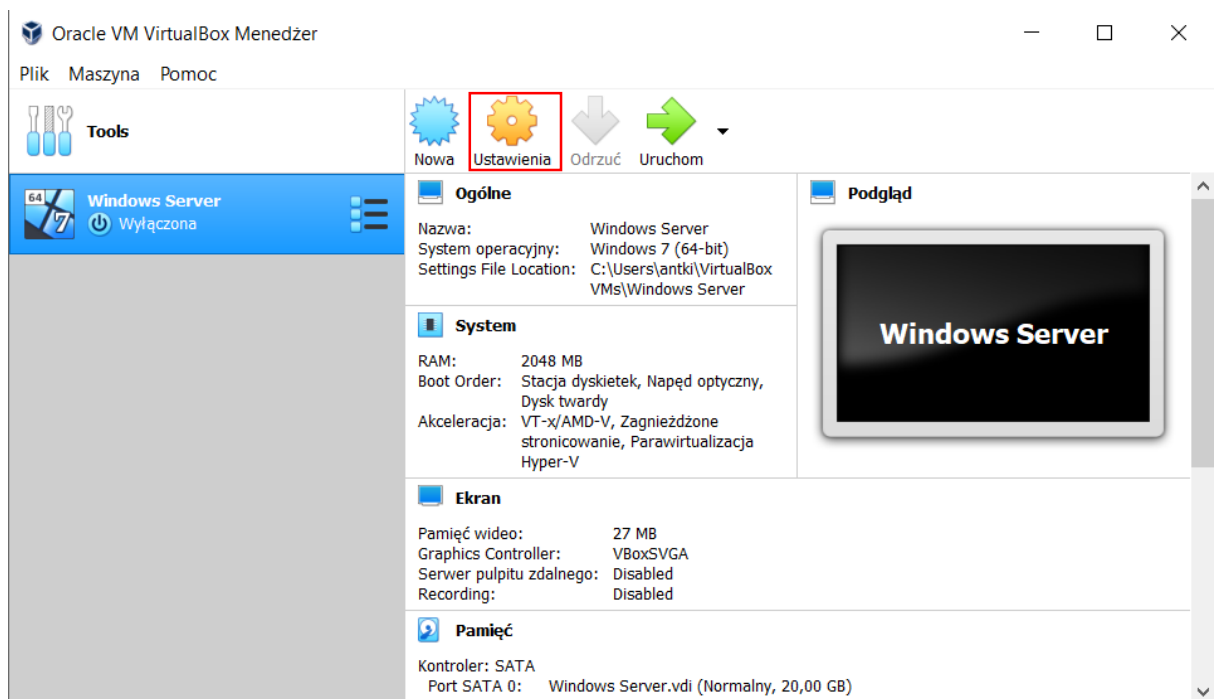 Oracle VM VirtualBox Menedżer
Plik Maszyna Pomoc
Tools
Nowa Ustawienia Odrzuć Uruchom
64
7
Windows Server
Wyłączona
Ogólne
Nazwa: Windows Server
System operacyjny: Windows 7 (64-bit)
Settings File Location: C:\Users\antki\VirtualBox
VMs\Windows Server
Podgląd
Windows Server
System
RAM: 2048 MB
Boot Order: Stacja dyskietek, Napęd optyczny,
Dysk twardy
Akceleracja: VT-x/AMD-V, Zagnieżdżone
stronicowanie, Parawirtualizacja
Hyper-V
Ekran
Pamięć wideo: 27 MB
Graphics Controller: VBoxSVGA
Serwer pulpitu zdalnego: Disabled
Recording: Disabled
Pamięć
Kontroler: SATA
Port SATA 0: Windows Server.vdi (Normalny, 20,00 GB)